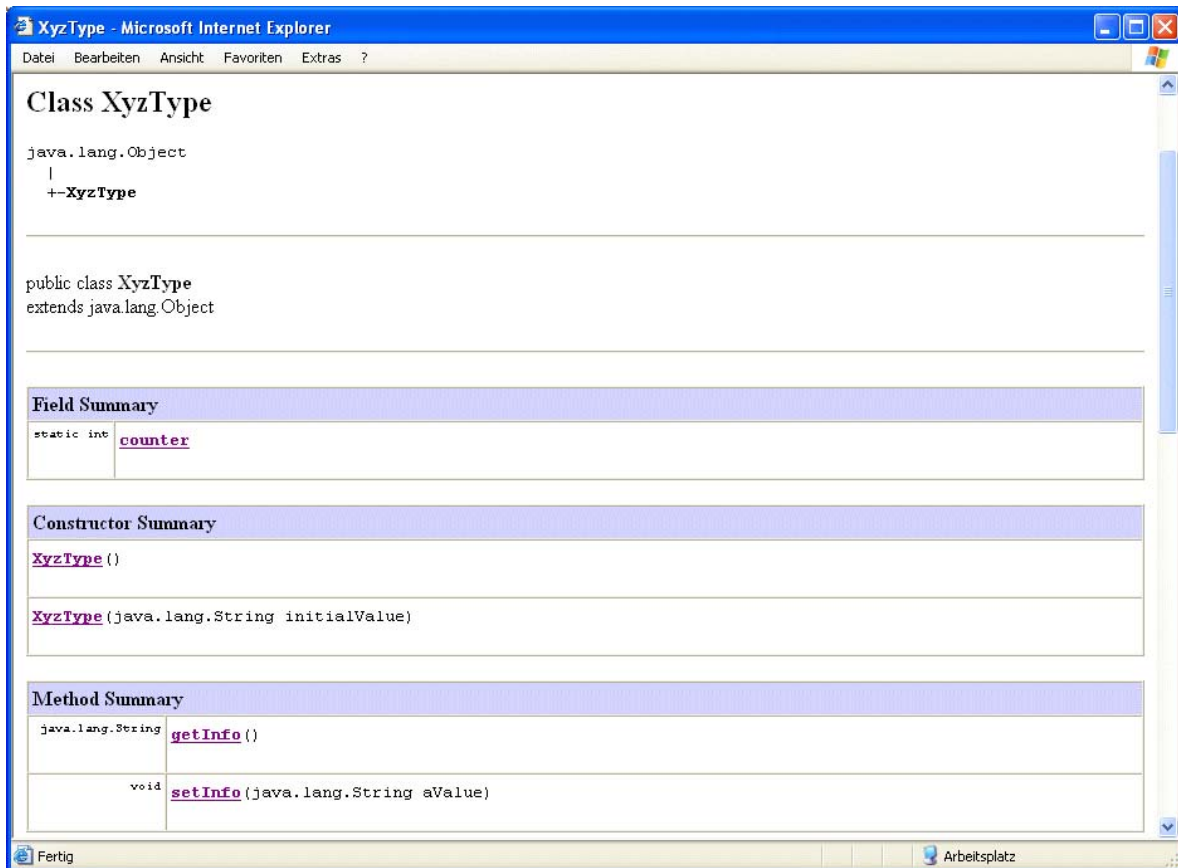 XyzType - Microsoft Internet Explorer
Datei Bearbeiten Ansicht Favoriten Extras ?
Class XyzType
java.lang.Object
|
+-XyzType
public class XyzType
extends java.lang.Object
Field Summary
static int counter
Constructor Summary
XyzType()
XyzType(java.lang.String initialValue)
Method Summary
java.lang.String getInfo()
void setInfo(java.lang.String aValue)
Fertig Arbeitsplatz